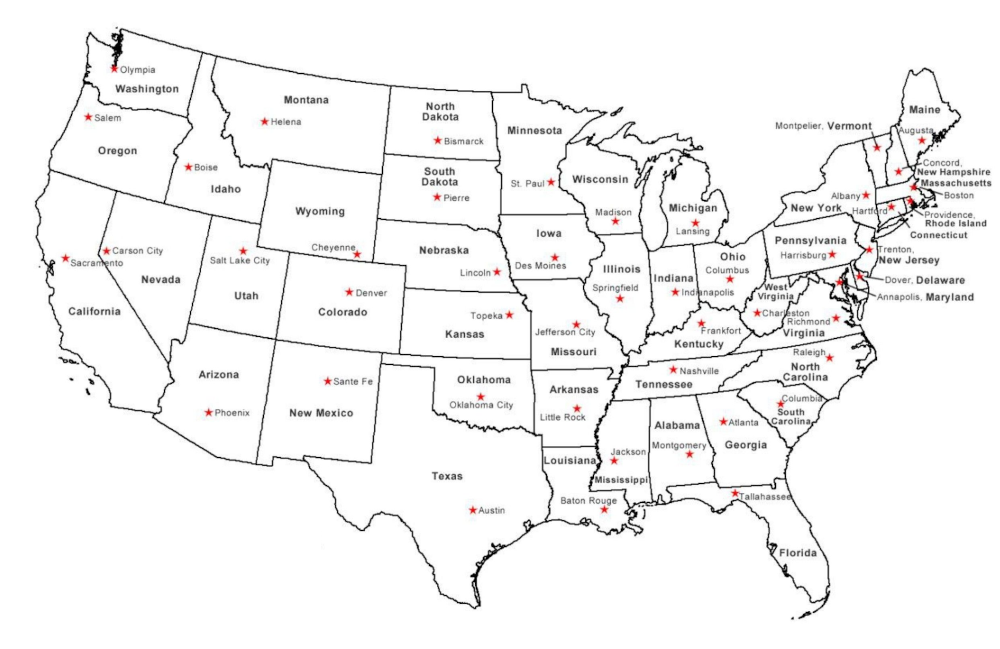 Olympia
Washington
Salem
Oregon
Boise
Idaho
Montana
Helena
North
Dakota
Bismarck
South
Dakota
Pierre
Minnesota
St. Paul
Wisconsin
Madison
Michigan
Lansing
Wyoming
Cheyenne
Nebraska
Lincoln
Iowa
Des Moines
Carson City
Nevada
Sacramento
California
Salt Lake City
Utah
Denver
Colorado
Topeka
Kansas
Jefferson City
Missouri
Illinois
Springfield
Indiana
Indianapolis
Ohio
Columbus
Kentucky
Frankfort
West
Virginia
Charleston
Richmond
Virginia
Pennsylvania
Harrisburg
New York
Albany
Montpelier, Vermont
Maine
Augusta
Concord,
New Hampshire
Massachusetts
Boston
Hartford
Providence,
Rhode Island
Connecticut
Trenton,
New Jersey
Dover, Delaware
Annapolis, Maryland
Arizona
Phoenix
New Mexico
Santa Fe
Oklahoma
Oklahoma City
Arkansas
Little Rock
Tennessee
Nashville
Raleigh
North
Carolina
Columbia
South
Carolina
Texas
Austin
Louisiana
Baton Rouge
Jackson
Mississippi
Alabama
Montgomery
Atlanta
Georgia
Tallahassee
Florida